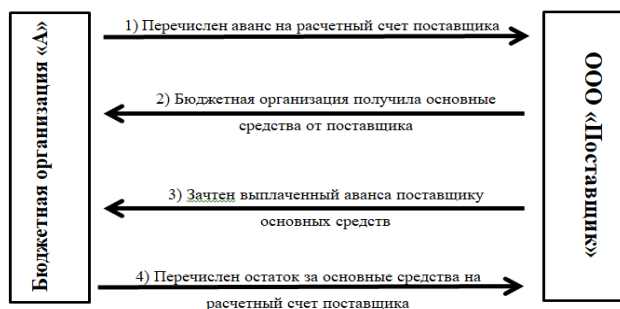 Бюджетная организация «А»
1) Перечислен аванс на расчетный счет поставщика
2) Бюджетная организация получила основные
средства от поставщика
3) Зачтен выплаченный аванса поставщику
основных средств
4) Перечислен остаток за основные средства на
расчетный счет поставщика
ООО «Поставщик»